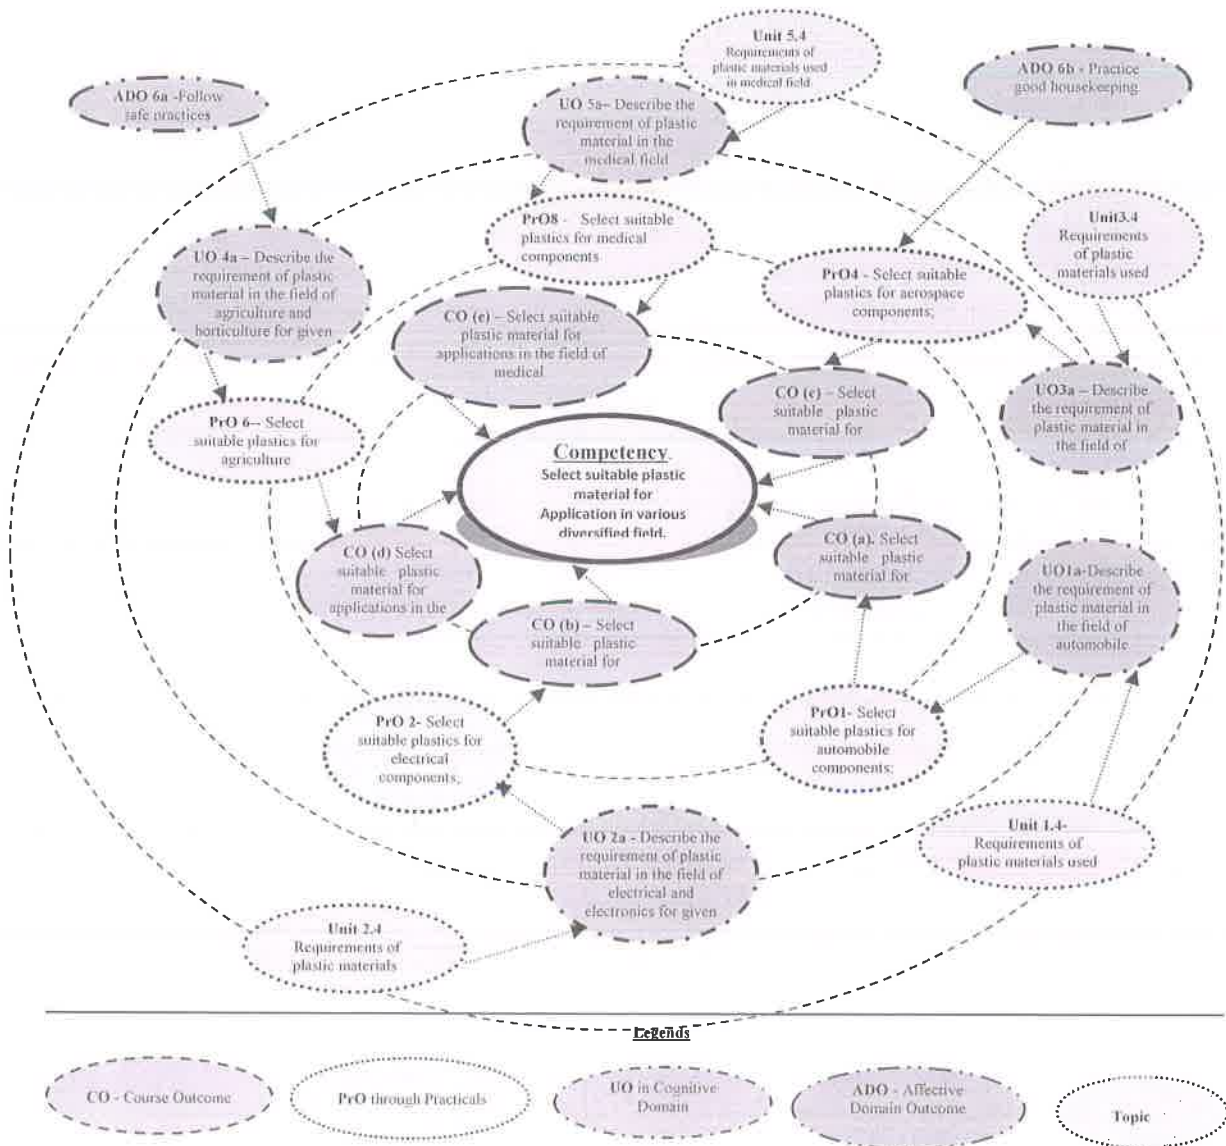 Unit 5.4
Requirements of
plastic materials used
in medical field
ADO 6a -Follow
safe practices
UO 5a– Describe the
requirement of plastic
material in the
medical field
ADO 6b - Practice
good housekeeping
PrO8 - Select suitable
plastics for medical
components
Unit3.4
Requirements
of plastic
materials used
UO 4a – Describe the
requirement of plastic
material in the field of
agriculture and
horticulture for given
PrO4 - Select suitable
plastics for aerospace
components;
CO (e) – Select suitable
plastic material for
applications in the field of
medical
CO (c) – Select
suitable plastic
material for
UO3a – Describe
the requirement of
plastic material in
the field of
PrO 6-- Select
suitable plastics for
agriculture
Competency
Select suitable plastic
material for
Application in various
diversified field.
CO (d) Select
suitable plastic
material for
applications in the
CO (a). Select
suitable plastic
material for
UO1a-Describe
the requirement of
plastic material in
the field of
automobile
CO (b) – Select
suitable plastic
material for
PrO 2- Select
suitable plastics for
electrical
components;
PrO1- Select
suitable plastics for
automobile
components;
UO 2a - Describe the
requirement of plastic
material in the field of
electrical and
electronics for given
Unit 1.4-
Requirements of
plastic materials used
Unit 2.4
Requirements of
plastic materials
Legends
CO - Course Outcome
PrO through Practicals
UO in Cognitive
Domain
ADO - Affective
Domain Outcome
Topic